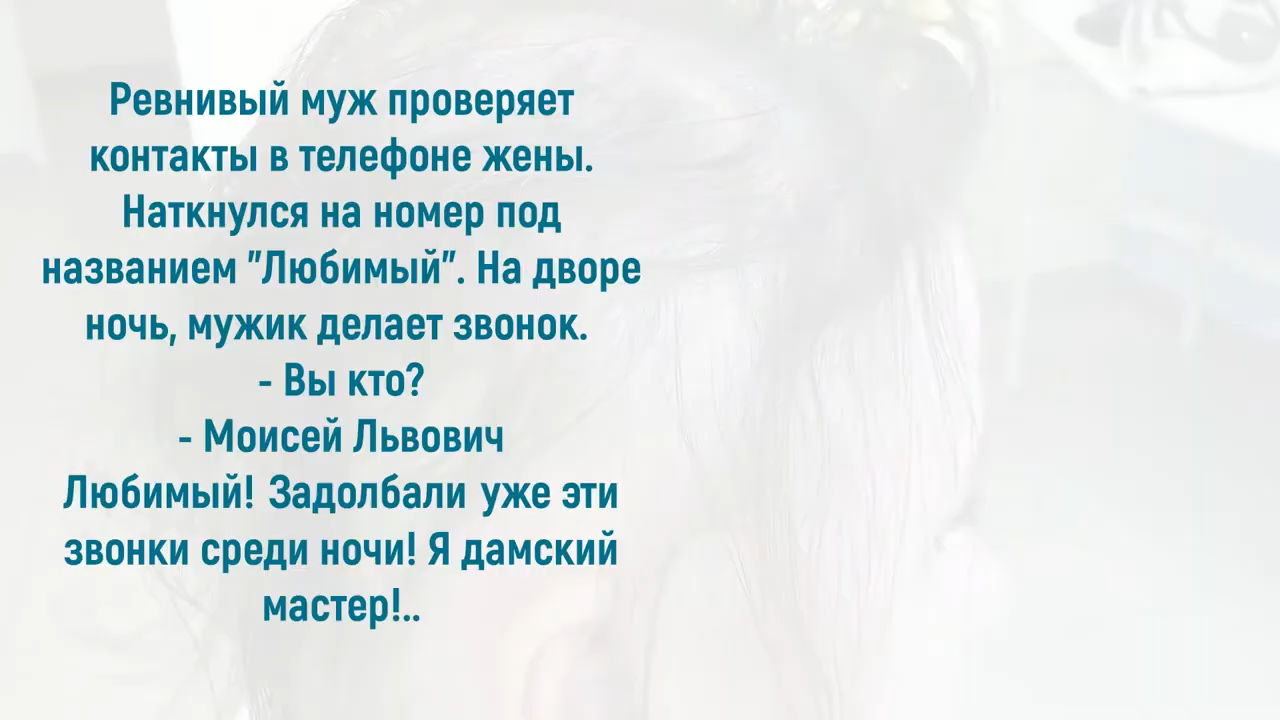 Ревнивый муж проверяет
контакты в телефоне жены.
Наткнулся на номер под
названием "Любимый". На дворе
ночь, мужик делает звонок.
- Вы кто?
- Моисей Львович
Любимый! Задолбали уже эти
звонки среди ночи! Я дамский
мастер!..